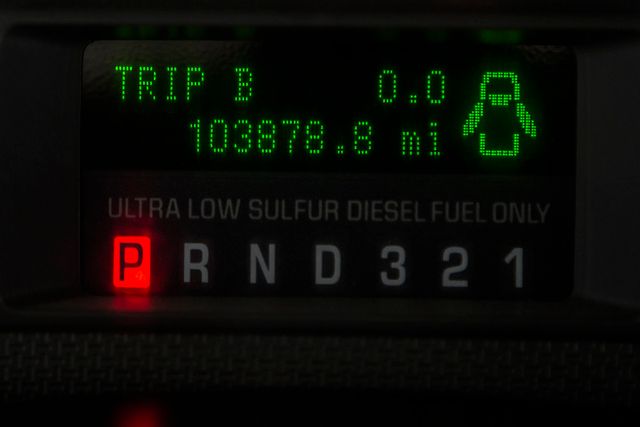 TRIP B 0.0
103878.8 mi
ULTRA LOW SULFUR DIESEL FUEL ONLY
P R N D 3 2 1